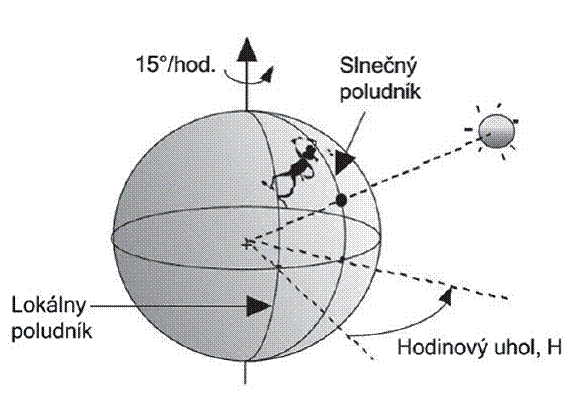 15°/hod.
Slnečný
poludník
Lokálny
poludník
Hodinový uhol, H